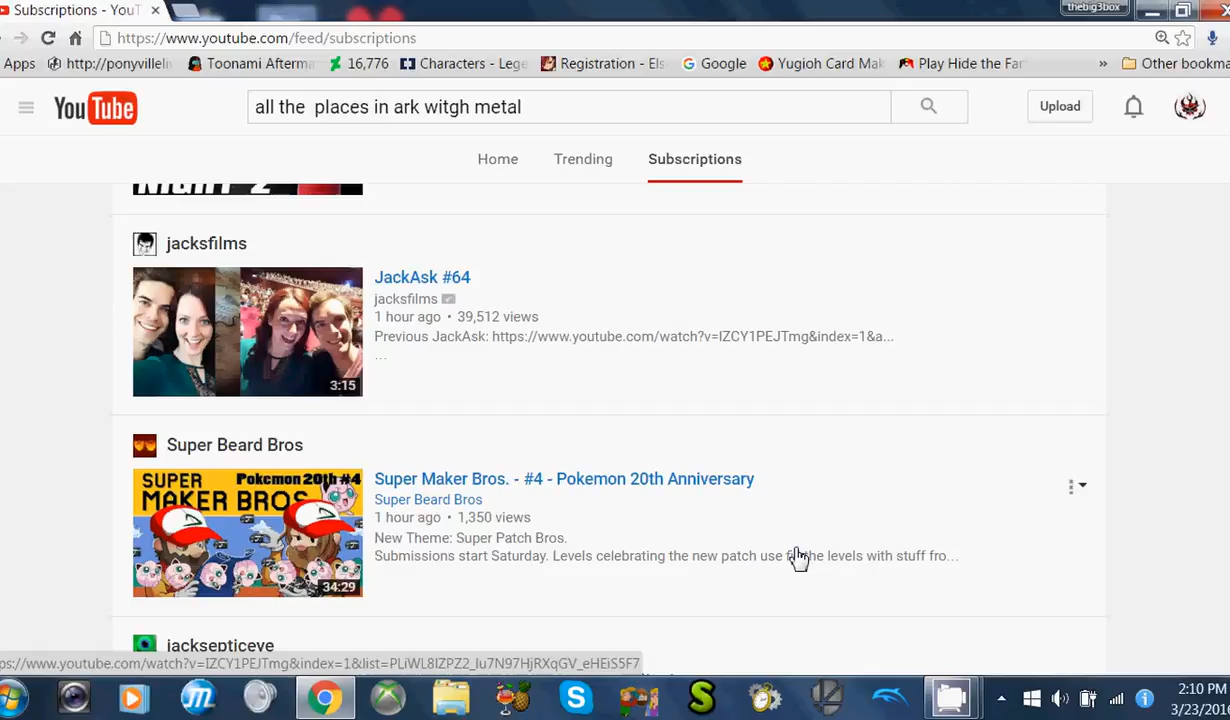 Subscriptions - YouT
thebig3box
https://www.youtube.com/feed/subscriptions
Apps http://ponyvillelin Toonami Afterma 16,776 Characters - Lege Registration - Els Google Yugioh Card Mak Play Hide the Fan » Other bookma
YouTube all the  places in ark witgh metal Upload
Home Trending Subscriptions
NIGHT 2
jacksfilms
JackAsk #64
jacksfilms
1 hour ago • 39,512 views
Previous JackAsk: https://www.youtube.com/watch?v=IZCY1PEJTmg&index=1&a...
...
3:15
Super Beard Bros
SUPER MAKER BROS Pokemon 20th #4
Super Maker Bros. - #4 - Pokemon 20th Anniversary
Super Beard Bros
1 hour ago • 1,350 views
New Theme: Super Patch Bros.
Submissions start Saturday. Levels celebrating the new patch use the levels with stuff fro...
34:29
jacksepticeye
ps://www.youtube.com/watch?v=IZCY1PEJTmg&index=1&list=PLiWL8IZPZ2_Iu7N97HjRXqGV_eHEiS5F7
2:10 PM
3/23/201